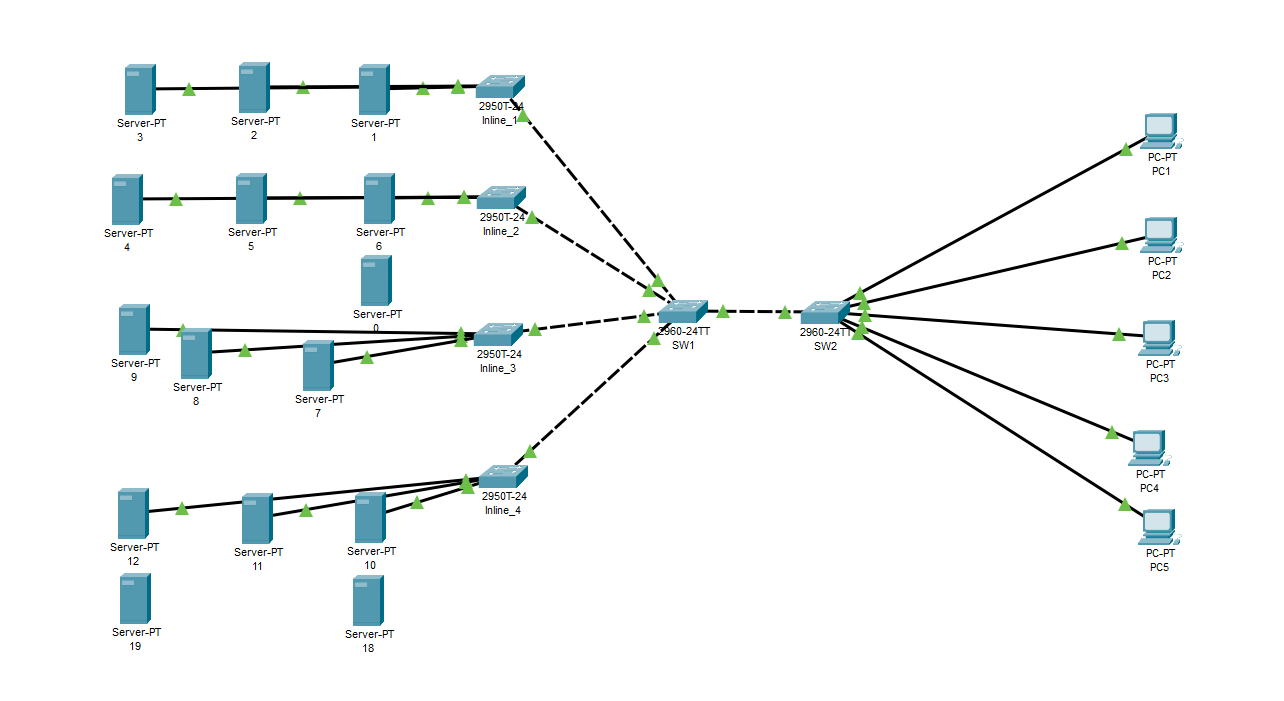 Server-PT
3
Server-PT
2
Server-PT
1
2950T-24
Inline_1
Server-PT
4
Server-PT
5
Server-PT
6
2950T-24
Inline_2
Server-PT
0
Server-PT
9
Server-PT
8
Server-PT
7
2950T-24
Inline_3
2960-24TT
SW1
2960-24TT
SW2
PC-PT
PC1
PC-PT
PC2
PC-PT
PC3
PC-PT
PC4
PC-PT
PC5
Server-PT
12
Server-PT
11
Server-PT
10
2950T-24
Inline_4
Server-PT
19
Server-PT
18